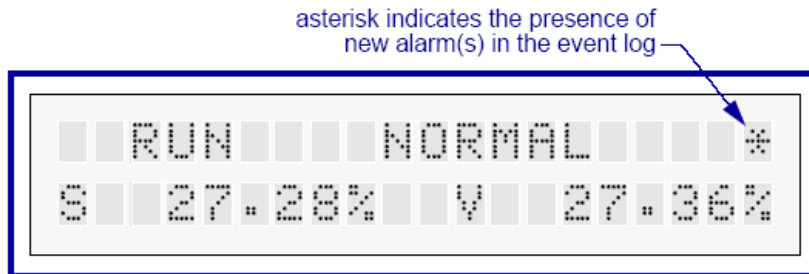 asterisk indicates the presence of
new alarm(s) in the event log
RUN NORMAL *
S 27.28% V 27.36%